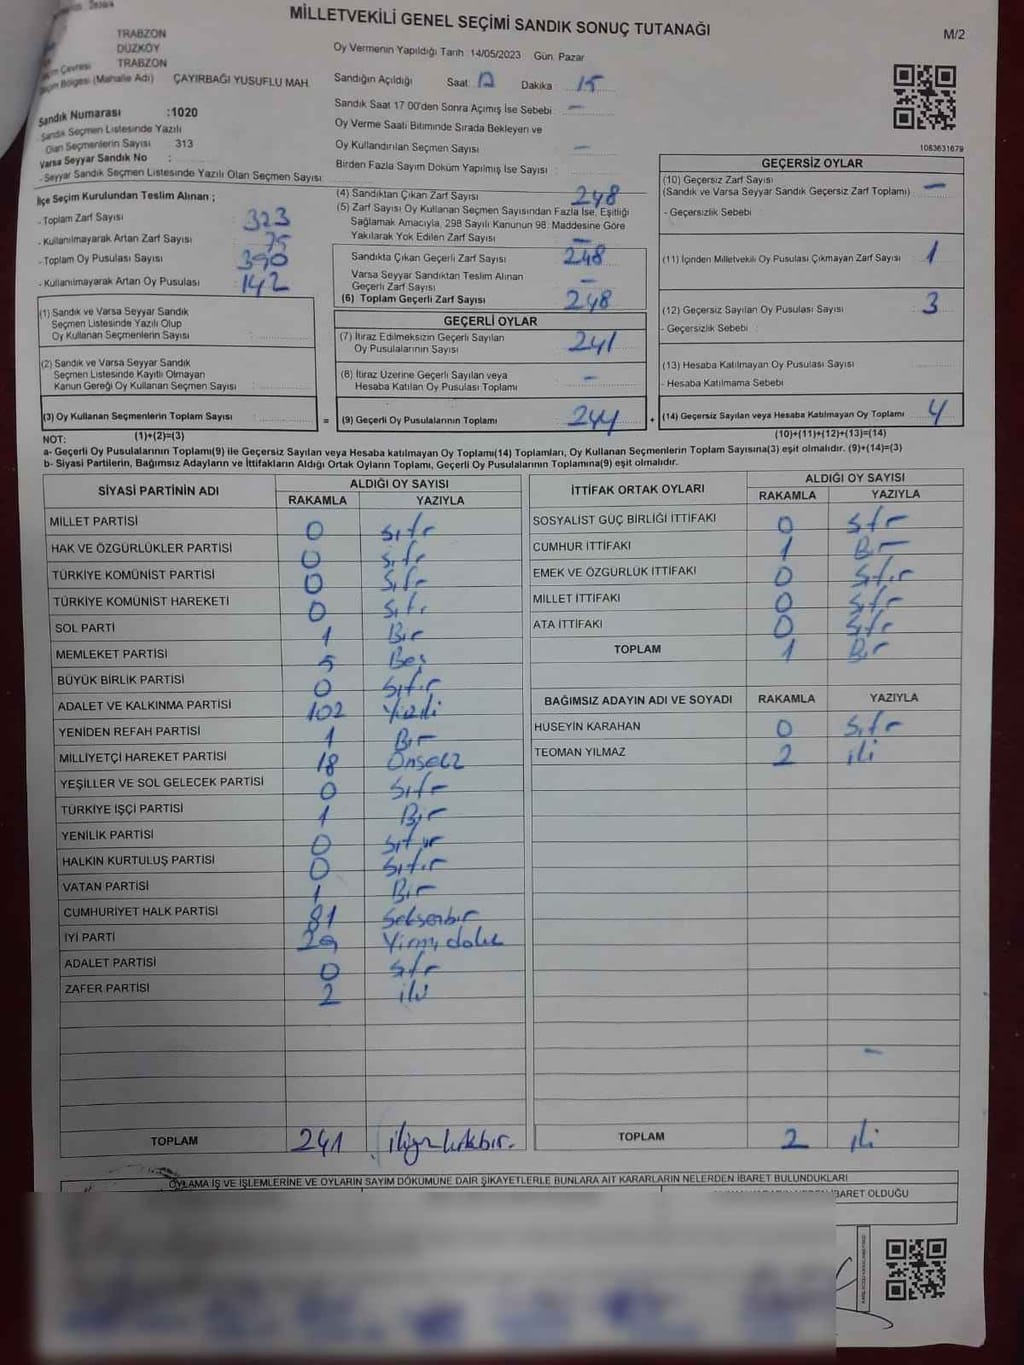 MİLLETVEKİLİ GENEL SEÇİMİ SANDIK SONUÇ TUTANAĞI
M/2
TRABZON
DÜZKÖY
Çevresi TRABZON
Bölgesi (Mahalle Adı) ÇAYIRBAĞI YUSUFLU MAH.
Sandık Numarası :1020
Sandık Seçmen Listesinde Yazılı
Olan Seçmenlerin Sayısı 313
Varsa Seyyar Sandık No :
- Seyyar Sandık Seçmen Listesinde Yazılı Olan Seçmen Sayısı
Oy Vermenin Yapıldığı Tarih :14/05/2023 Gün: Pazar
Sandığın Açıldığı Saat: 17 Dakika 15
Sandık Saat 17:00'den Sonra Açımış İse Sebebi : -
Oy Verme Saati Bitiminde Sırada Bekleyen ve
Oy Kullandırılan Seçmen Sayısı -
Birden Fazla Sayım Döküm Yapılmış İse Sayısı :
1083631679
İlçe Seçim Kurulundan Teslim Alınan ;
- Toplam Zarf Sayısı 323
- Kullanılmayarak Artan Zarf Sayısı 75
- Toplam Oy Pusulası Sayısı 390
- Kullanılmayarak Artan Oy Pusulası 142
(1) Sandık ve Varsa Seyyar Sandık
Seçmen Listesinde Yazılı Olup
Oy Kullanan Seçmenlerin Sayısı :
(2) Sandık ve Varsa Seyyar Sandık
Seçmen Listesinde Kayıtlı Olmayan
Kanun Gereği Oy Kullanan Seçmen Sayısı :
(3) Oy Kullanan Seçmenlerin Toplam Sayısı :
(1)+(2)=(3)
(4) Sandıktan Çıkan Zarf Sayısı 248
(5) Zarf Sayısı Oy Kullanan Seçmen Sayısından Fazla İse, Eşitliği
Sağlamak Amacıyla, 298 Sayılı Kanunun 98. Maddesine Göre
Yakılarak Yok Edilen Zarf Sayısı -
Sandıkta Çıkan Geçerli Zarf Sayısı 248
Varsa Seyyar Sandıktan Teslim Alınan
Geçerli Zarf Sayısı -
(6) Toplam Geçerli Zarf Sayısı 248
GEÇERLİ OYLAR
(7) İtiraz Edilmeksizin Geçerli Sayılan
Oy Pusulalarının Sayısı 241
(8) İtiraz Üzerine Geçerli Sayılan veya
Hesaba Katılan Oy Pusulası Toplamı -
= (9) Geçerli Oy Pusulalarının Toplamı 244 +
GEÇERSİZ OYLAR
(10) Geçersiz Zarf Sayısı
(Sandık ve Varsa Seyyar Sandık Geçersiz Zarf Toplamı) -
- Geçersizlik Sebebi
(11) İçinden Milletvekili Oy Pusulası Çıkmayan Zarf Sayısı 1
(12) Geçersiz Sayılan Oy Pusulası Sayısı 3
- Geçersizlik Sebebi :
(13) Hesaba Katılmayan Oy Pusulası Sayısı
- Hesaba Katılmama Sebebi
(14) Geçersiz Sayılan veya Hesaba Katılmayan Oy Toplamı 4
(10)+(11)+(12)+(13)=(14)
NOT:
a- Geçerli Oy Pusulalarının Toplamı(9) ile Geçersiz Sayılan veya Hesaba Katılmayan Oy Toplamı(14) Toplamları, Oy Kullanan Seçmenlerin Toplam Sayısına(3) eşit olmalıdır. (9)+(14)=(3)
b- Siyasi Partilerin, Bağımsız Adayların ve İttifakların Aldığı Ortak Oyların Toplamı, Geçerli Oy Pusulalarının Toplamına(9) eşit olmalıdır.
SİYASİ PARTİNİN ADI ALDIĞI OY SAYISI
RAKAMLA YAZIYLA
MİLLET PARTİSİ 0 sıfır
HAK VE ÖZGÜRLÜKLER PARTİSİ 0 sıfır
TÜRKİYE KOMÜNİST PARTİSİ 0 sıfır
TÜRKİYE KOMÜNİST HAREKETİ 0 sıfır
SOL PARTİ 1 Bir
MEMLEKET PARTİSİ 5 Beş
BÜYÜK BİRLİK PARTİSİ 0 sıfır
ADALET VE KALKINMA PARTİSİ 102 Yüziki
YENİDEN REFAH PARTİSİ 1 Bir
MİLLİYETÇİ HAREKET PARTİSİ 18 Onsekiz
YEŞİLLER VE SOL GELECEK PARTİSİ 0 sıfır
TÜRKİYE İŞÇİ PARTİSİ 1 Bir
YENİLİK PARTİSİ 0 sıfır
HALKIN KURTULUŞ PARTİSİ 0 sıfır
VATAN PARTİSİ 1 Bir
CUMHURİYET HALK PARTİSİ 81 Seksenbir
İYİ PARTİ 29 Yirmidokuz
ADALET PARTİSİ 0 sıfır
ZAFER PARTİSİ 2 iki
TOPLAM 241 ikiyüzkırkbir.
İTTİFAK ORTAK OYLARI ALDIĞI OY SAYISI
RAKAMLA YAZIYLA
SOSYALİST GÜÇ BİRLİĞİ İTTİFAKI 0 sıfır
CUMHUR İTTİFAKI 1 Bir
EMEK VE ÖZGÜRLÜK İTTİFAKI 0 sıfır
MİLLET İTTİFAKI 0 sıfır
ATA İTTİFAKI 0 sıfır
TOPLAM 1 Bir
BAĞIMSIZ ADAYIN ADI VE SOYADI RAKAMLA YAZIYLA
HÜSEYİN KARAHAN 0 sıfır
TEOMAN YILMAZ 2 iki
-
TOPLAM 2 iki
OYLAMA İŞ VE İŞLEMLERİNE VE OYLARIN SAYIM DÖKÜMÜNE DAİR ŞİKAYETLERLE BUNLARA AİT KARARLARIN NELERDEN İBARET BULUNDUKLARI
İBARET OLDUĞU